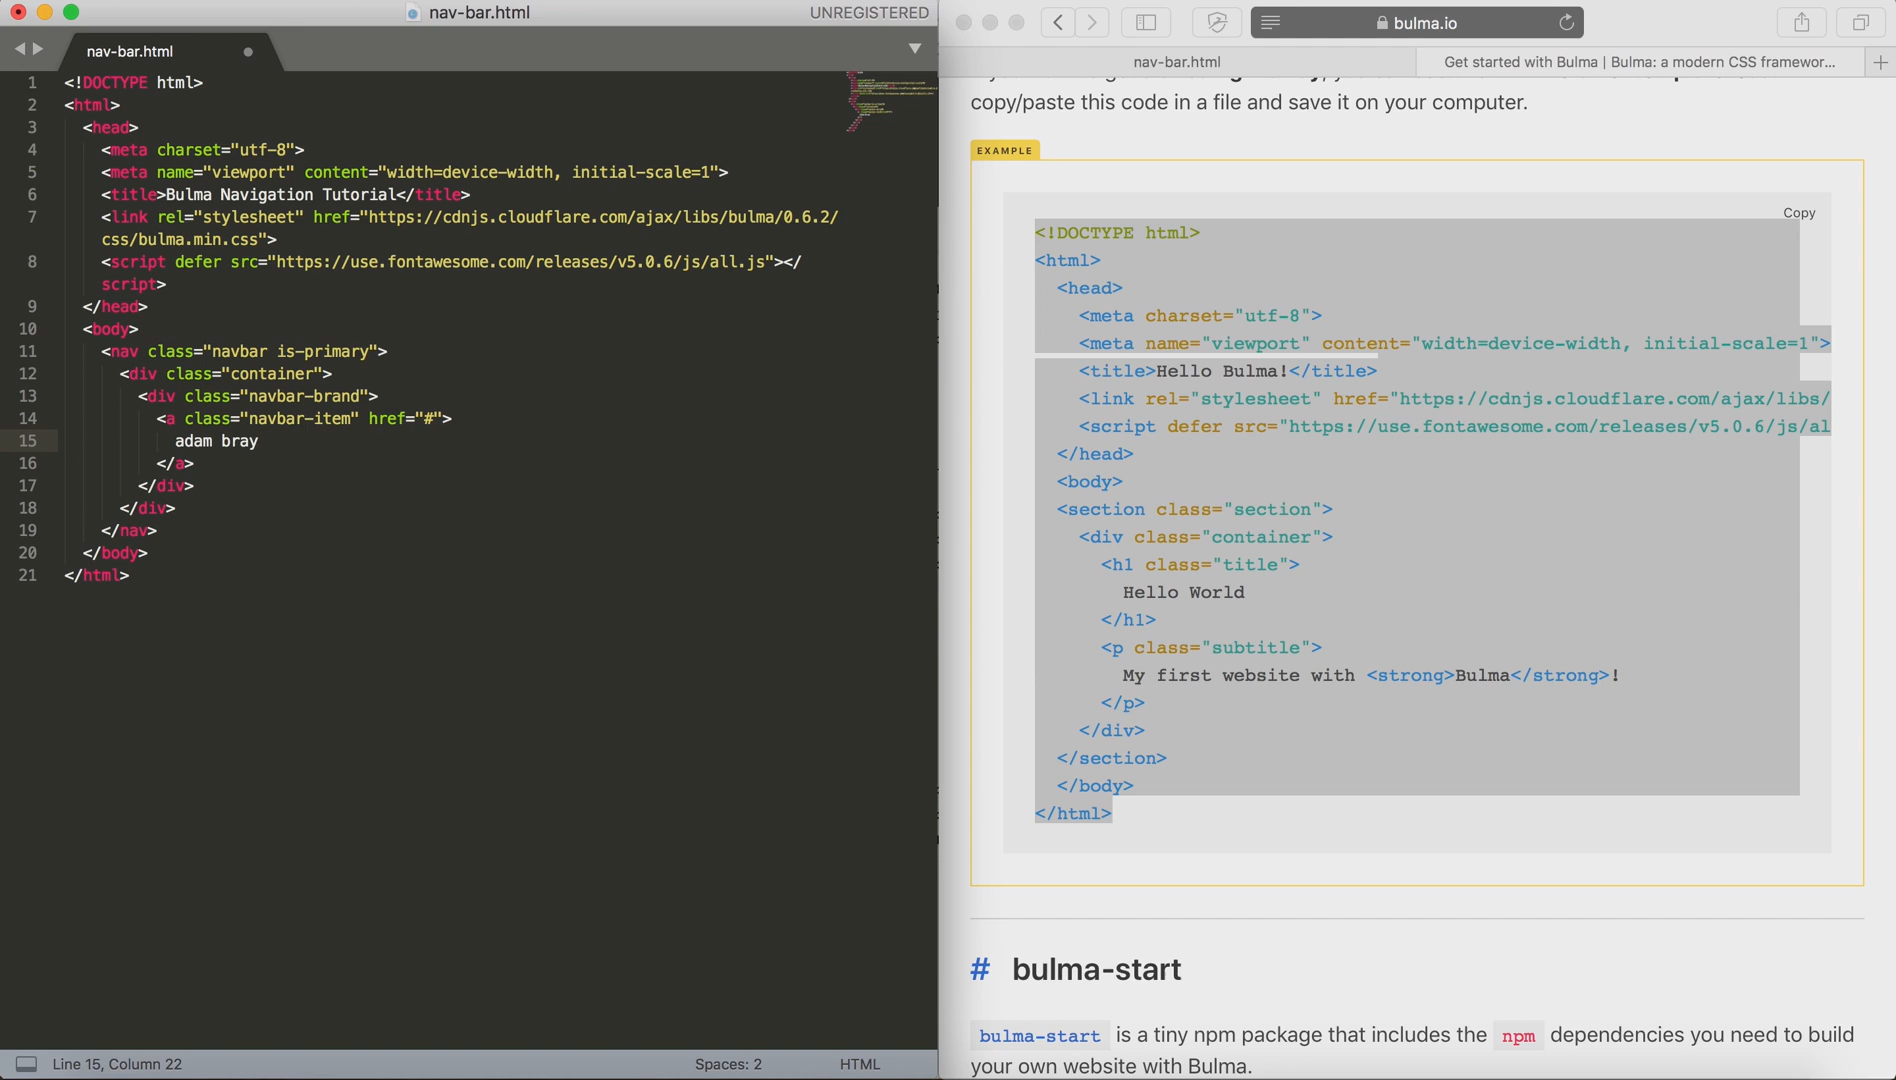 nav-bar.html
UNREGISTERED
nav-bar.html
1 <!DOCTYPE html>
2 <html>
3 <head>
4 <meta charset="utf-8">
5 <meta name="viewport" content="width=device-width, initial-scale=1">
6 <title>Bulma Navigation Tutorial</title>
7 <link rel="stylesheet" href="https://cdnjs.cloudflare.com/ajax/libs/bulma/0.6.2/
css/bulma.min.css">
8 <script defer src="https://use.fontawesome.com/releases/v5.0.6/js/all.js"></
script>
9 </head>
10 <body>
11 <nav class="navbar is-primary">
12 <div class="container">
13 <div class="navbar-brand">
14 <a class="navbar-item" href="#">
15 adam bray
16 </a>
17 </div>
18 </div>
19 </nav>
20 </body>
21 </html>
Line 15, Column 22
Spaces: 2
HTML
bulma.io
nav-bar.html
Get started with Bulma | Bulma: a modern CSS framewor...
copy/paste this code in a file and save it on your computer.
EXAMPLE
Copy
<!DOCTYPE html>
<html>
<head>
<meta charset="utf-8">
<meta name="viewport" content="width=device-width, initial-scale=1">
<title>Hello Bulma!</title>
<link rel="stylesheet" href="https://cdnjs.cloudflare.com/ajax/libs/
<script defer src="https://use.fontawesome.com/releases/v5.0.6/js/al
</head>
<body>
<section class="section">
<div class="container">
<h1 class="title">
Hello World
</h1>
<p class="subtitle">
My first website with <strong>Bulma</strong>!
</p>
</div>
</section>
</body>
</html>
# bulma-start
bulma-start is a tiny npm package that includes the npm dependencies you need to build
your own website with Bulma.